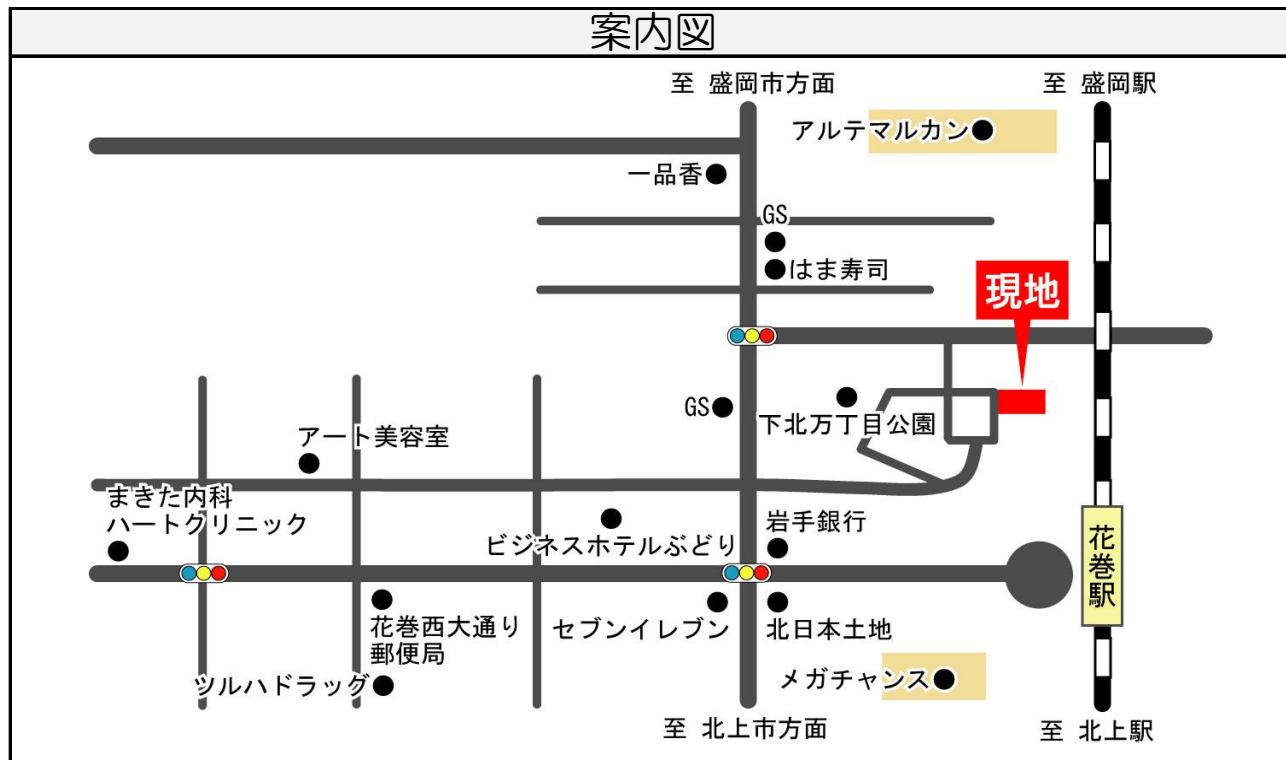 案内図
至 盛岡市方面
至 盛岡駅
アルテマルカン
一品香
GS
はま寿司
現地
GS
下北万丁目公園
アート美容室
まきた内科
ハートクリニック
岩手銀行
ビジネスホテルぶどり
花巻駅
花巻西大通り
郵便局
セブンイレブン
北日本土地
ツルハドラッグ
メガチャンス
至 北上市方面
至 北上駅